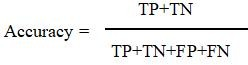 TP+TN
Accuracy =
TP+TN+FP+FN